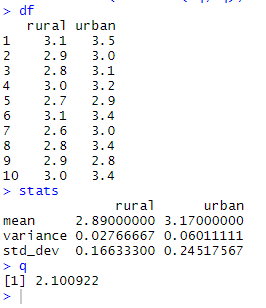 > df
   rural urban
1    3.1   3.5
2    2.9   3.0
3    2.8   3.1
4    3.0   3.2
5    2.7   2.9
6    3.1   3.4
7    2.6   3.0
8    2.8   3.4
9    2.9   2.8
10   3.0   3.4
> stats
              rural      urban
mean     2.89000000 3.17000000
variance 0.02766667 0.06011111
std_dev  0.16633300 0.24517567
> q
[1] 2.100922
>